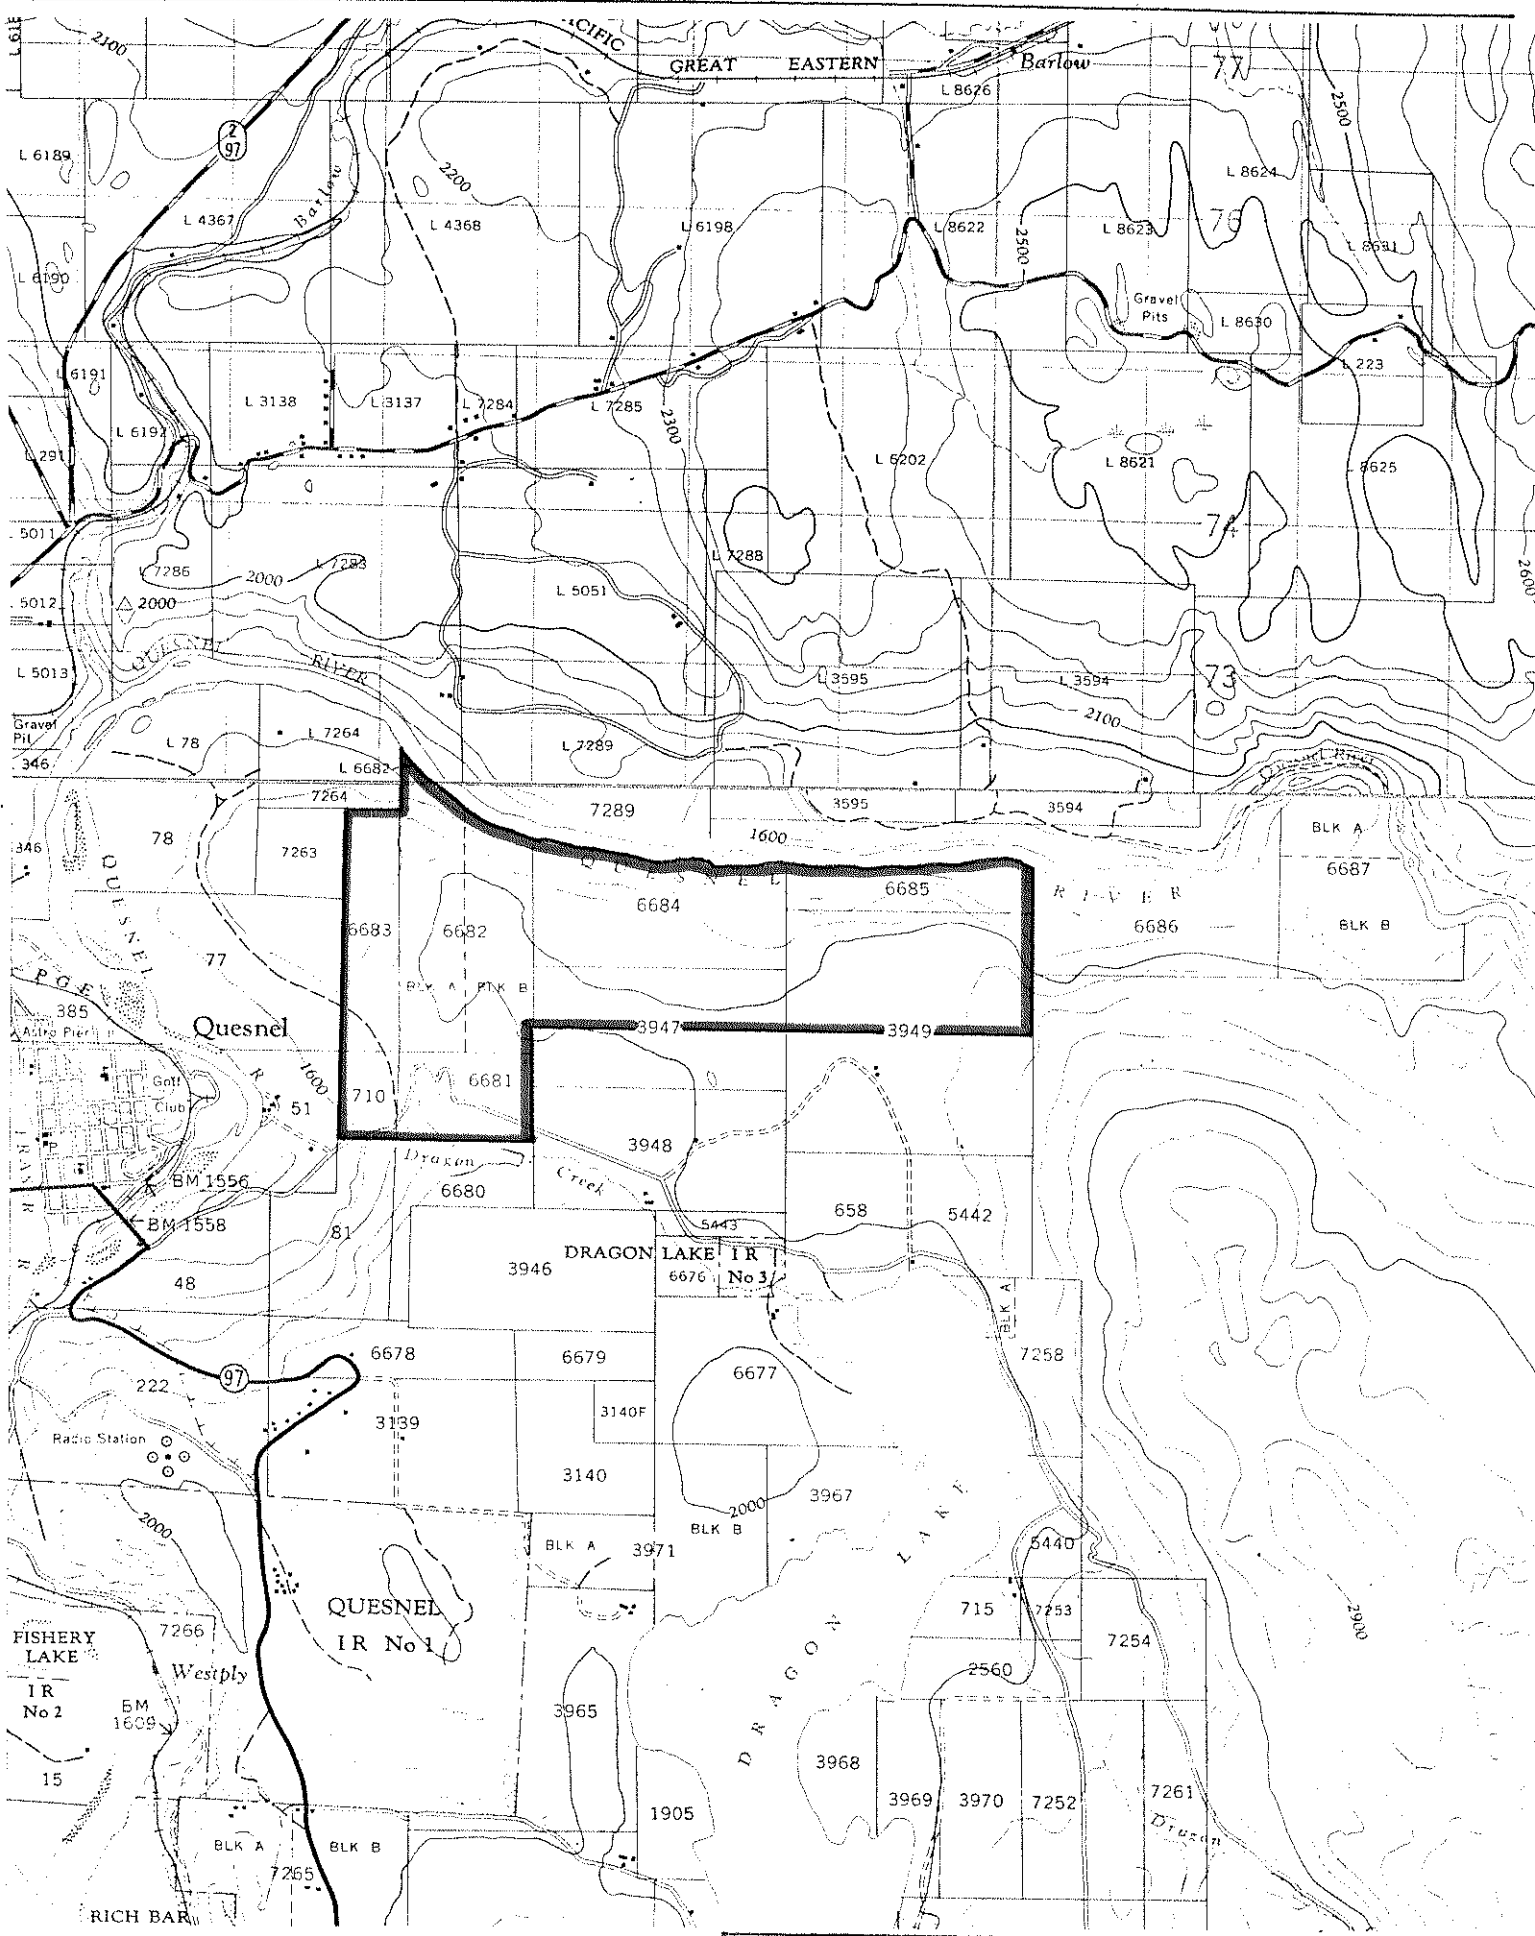 2100
PACIFIC
GREAT EASTERN
Barlow
77
L 8626
2500
2
97
L 6189
Barlow
2200
L 8624
L 4367
L 4368
L 6198
L 8622
2500
L 8623
76
L 8631
L 6190
Gravel
Pits
L 8630
L 6191
L 223
L 3138
L 3137
L 7284
L 7285
2300
L 6192
L 291
L 6202
L 8621
L 8625
5011
74
L 7286
2000
L 7283
L 7288
L 5051
2600
5012
2000
QUESNEL
RIVER
L 5013
L 3595
L 3594
73
2100
Gravel
Pit
L 78
L 7264
L 7289
346
L 6682
Quesnel River
7264
7289
3595
3594
78
1600
BLK A
346
7263
QUESNEL
6687
QUESNEL
6684
6685
RIVER
6683
6682
6686
BLK B
77
PGE
BLK A
BLK B
385
Astro Pier
Quesnel
3947
3949
1600
Golf
Club
R
51
710
6681
3948
Dragon
Creek
BM 1556
6680
BM 1558
81
5443
658
5442
DRAGON LAKE I R
No 3
3946
6676
48
BLK A
6678
6679
6677
7258
97
222
3140F
3139
Radio Station
3140
3967
2000
2000
BLK B
LAKE
BLK A
3971
5440
QUESNEL
I R No 1
715
7253
7254
2900
FISHERY
LAKE
I R
No 2
7266
Westply
2560
DRAGON
BM
1609
3965
3968
15
3969
3970
7252
7261
1905
Dragon
BLK A
BLK B
7265
RICH BAR